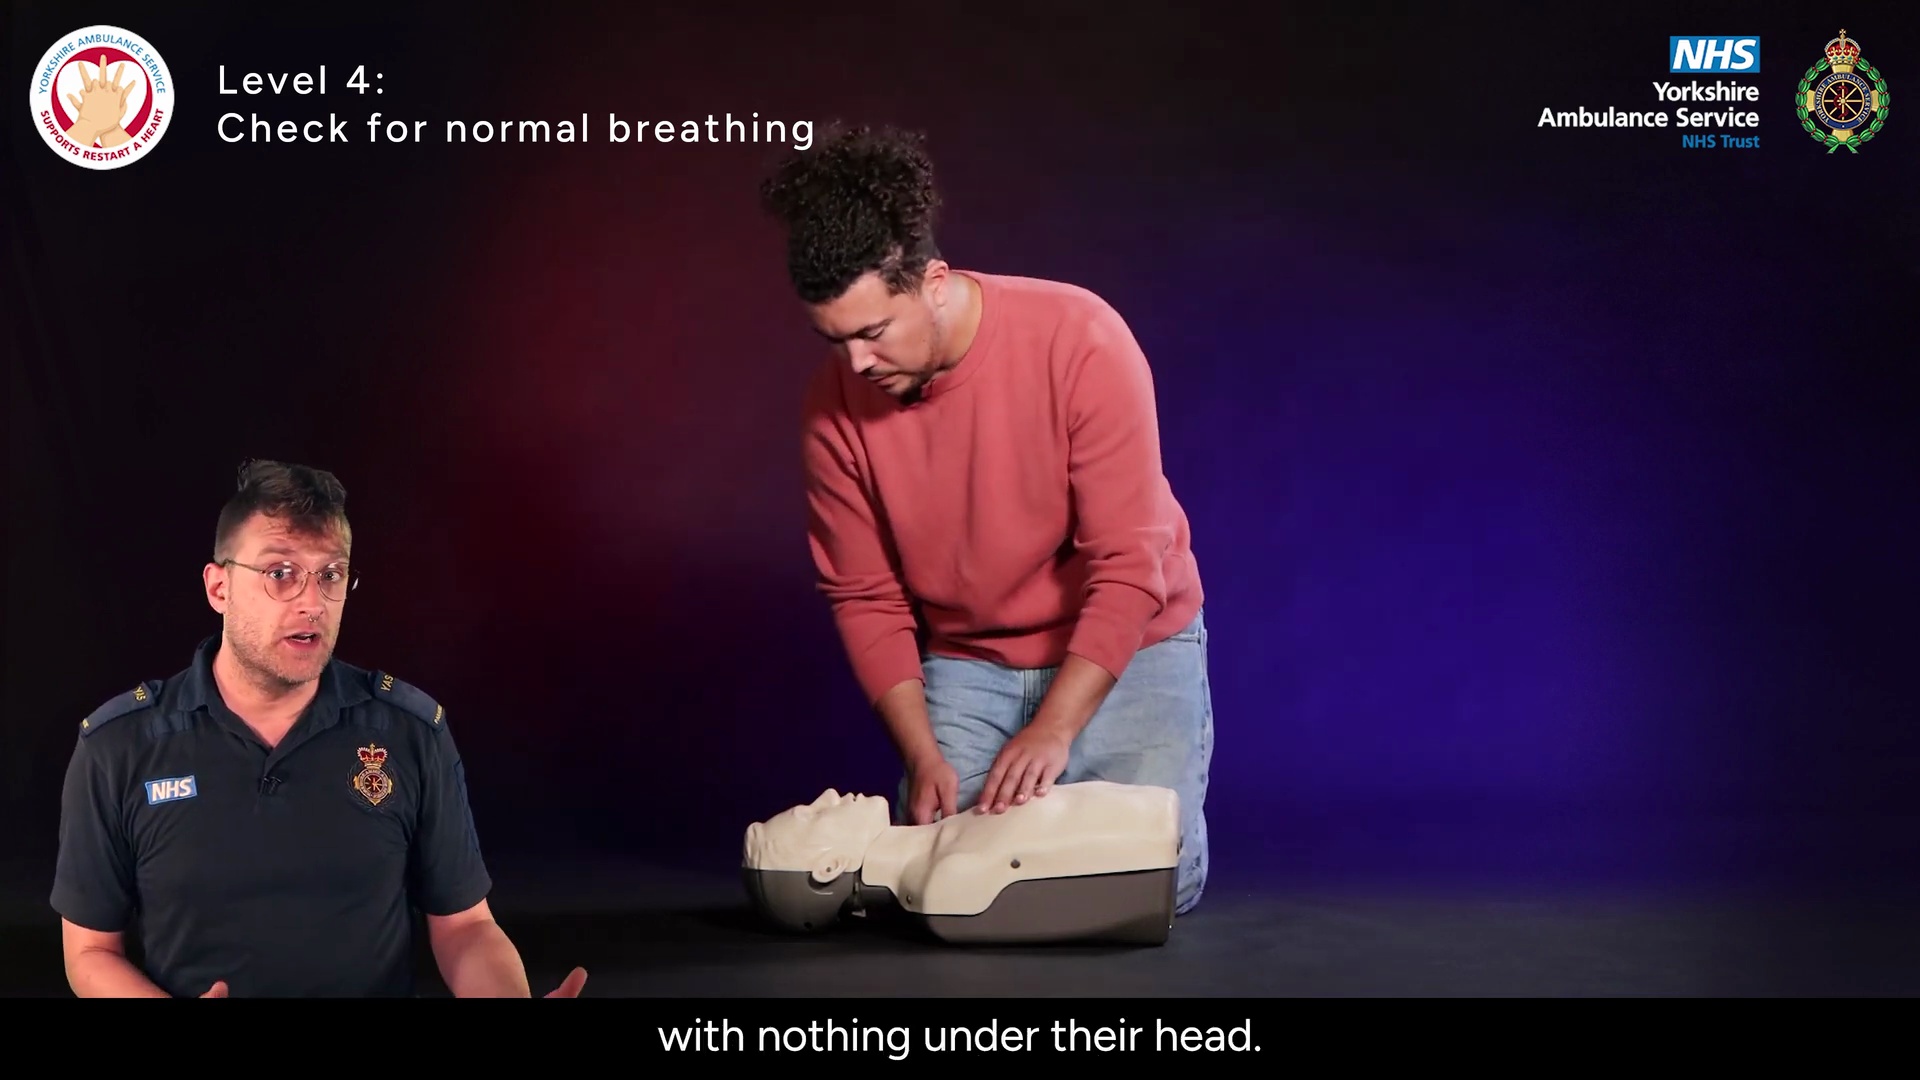 YORKSHIRE AMBULANCE SERVICE
SUPPORTS RESTART A HEART
Level 4:
Check for normal breathing
NHS
Yorkshire
Ambulance Service
NHS Trust
YAS
YAS
NHS
with nothing under their head.